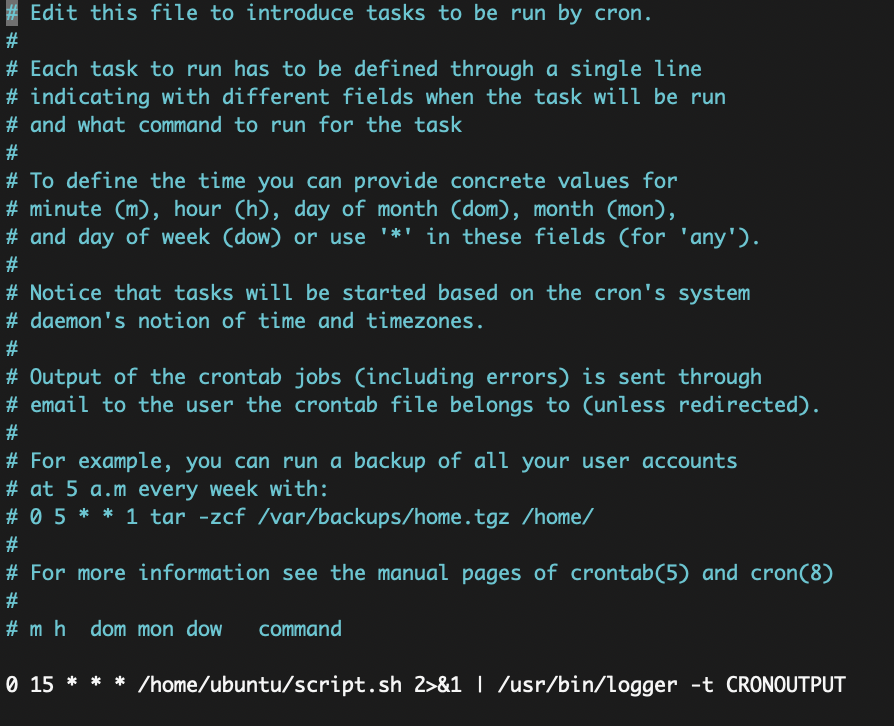 # Edit this file to introduce tasks to be run by cron.
#
# Each task to run has to be defined through a single line
# indicating with different fields when the task will be run
# and what command to run for the task
#
# To define the time you can provide concrete values for
# minute (m), hour (h), day of month (dom), month (mon),
# and day of week (dow) or use '*' in these fields (for 'any').
#
# Notice that tasks will be started based on the cron's system
# daemon's notion of time and timezones.
#
# Output of the crontab jobs (including errors) is sent through
# email to the user the crontab file belongs to (unless redirected).
#
# For example, you can run a backup of all your user accounts
# at 5 a.m every week with:
# 0 5 * * 1 tar -zcf /var/backups/home.tgz /home/
#
# For more information see the manual pages of crontab(5) and cron(8)
#
# m h  dom mon dow   command
0 15 * * * /home/ubuntu/script.sh 2>&1 | /usr/bin/logger -t CRONOUTPUT